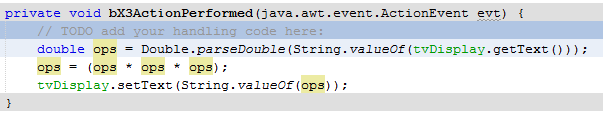 private void bX3ActionPerformed(java.awt.event.ActionEvent evt) {
// TODO add your handling code here:
double ops = Double.parseDouble(String.valueOf(tvDisplay.getText()));
ops = (ops * ops * ops);
tvDisplay.setText(String.valueOf(ops));
}